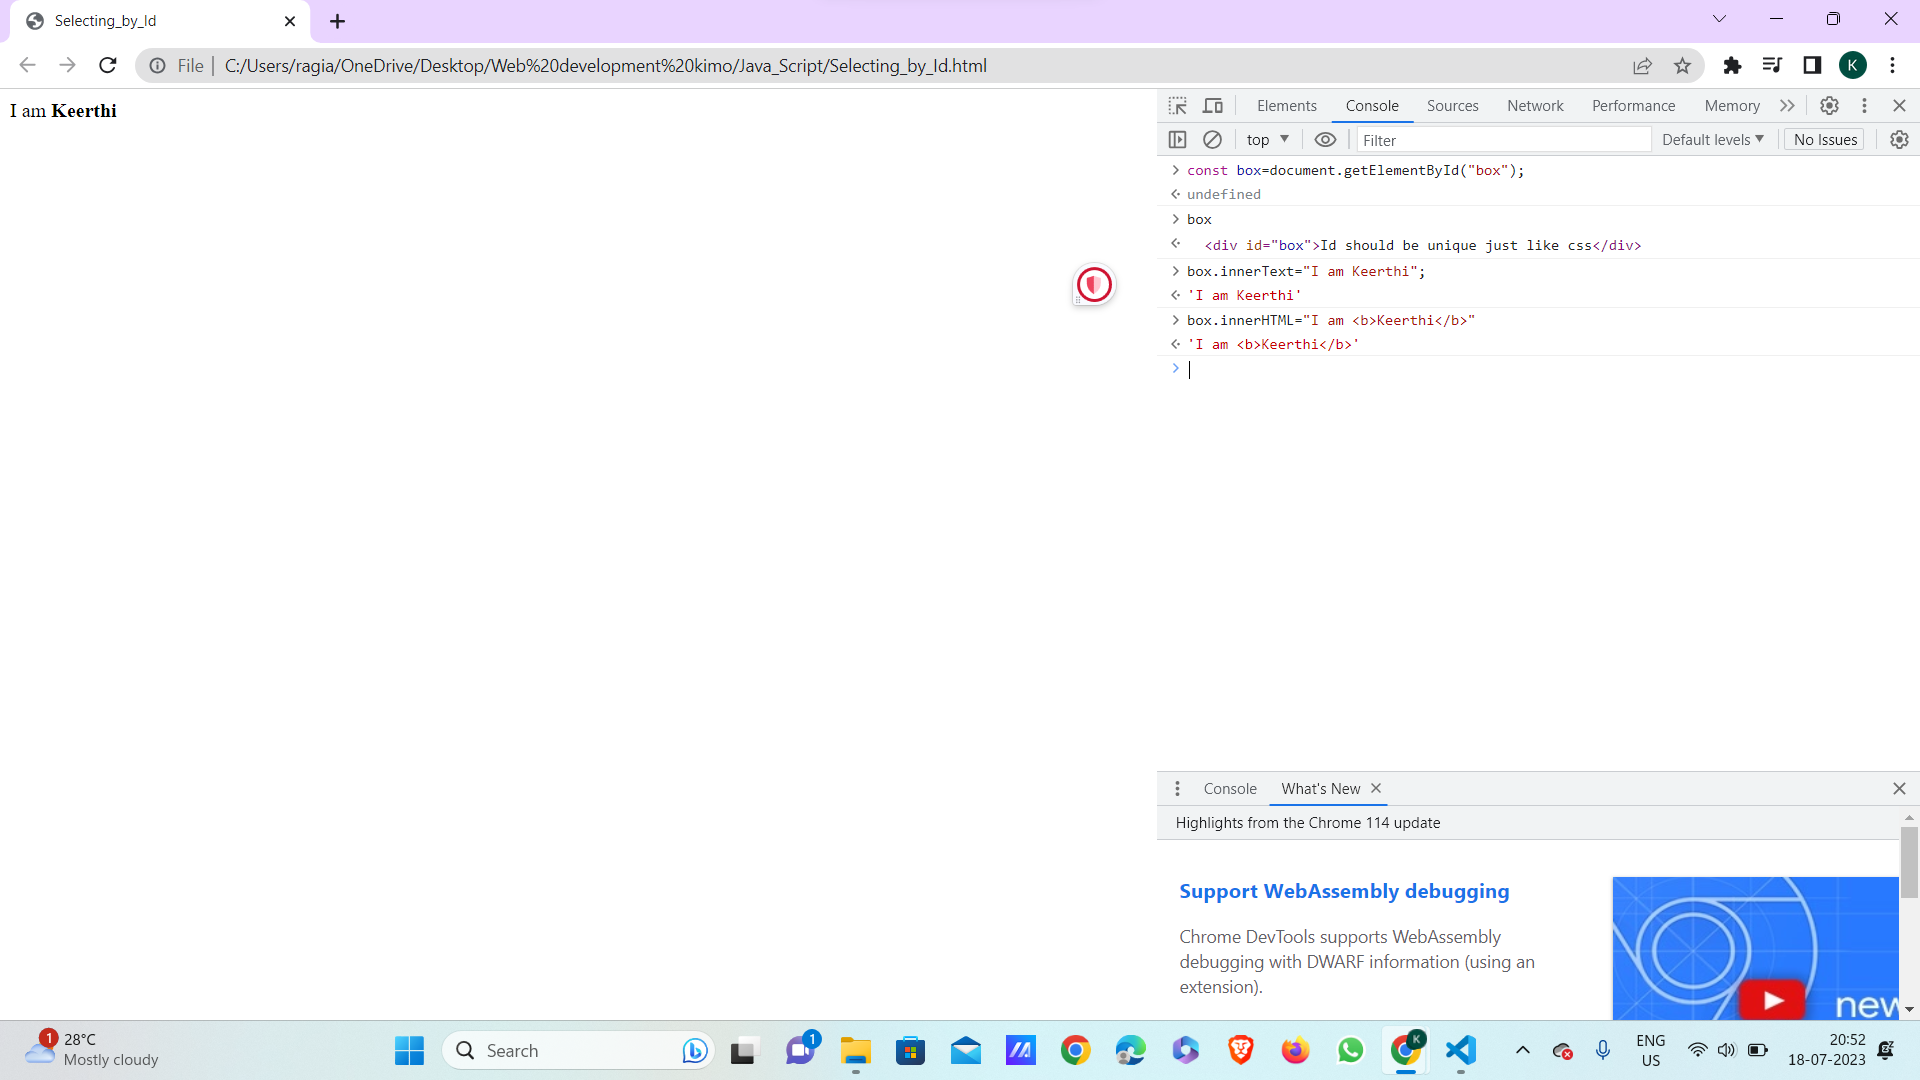 Selecting_by_Id
File | C:/Users/ragia/OneDrive/Desktop/Web%20development%20kimo/Java_Script/Selecting_by_Id.html
K
I am Keerthi
Elements Console Sources Network Performance Memory
top Filter Default levels No Issues
const box=document.getElementById("box");
undefined
box
<div id="box">Id should be unique just like css</div>
box.innerText="I am Keerthi";
'I am Keerthi'
box.innerHTML="I am <b>Keerthi</b>"
'I am <b>Keerthi</b>'
Console What's New
Highlights from the Chrome 114 update
Support WebAssembly debugging
Chrome DevTools supports WebAssembly
debugging with DWARF information (using an
extension).
new
1 28°C
Mostly cloudy
Search
1
K
ENG
US
20:52
18-07-2023